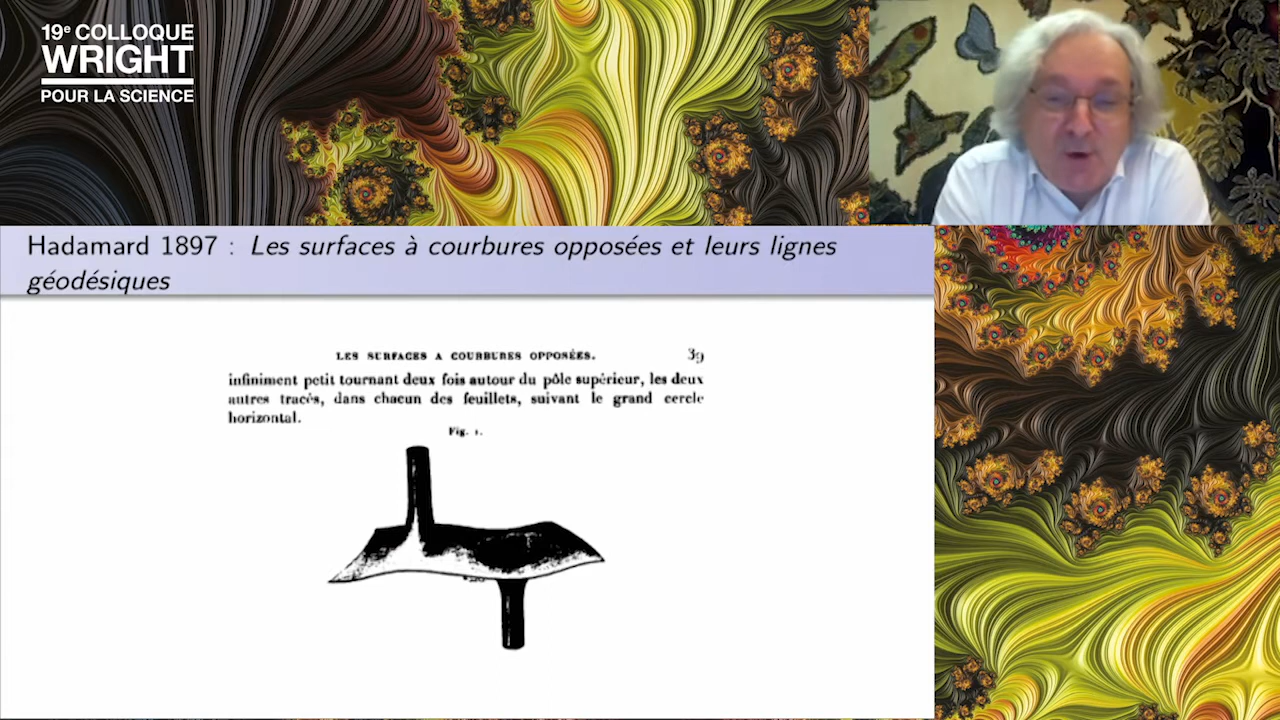 19e COLLOQUE
WRIGHT
POUR LA SCIENCE
Hadamard 1897 : Les surfaces à courbures opposées et leurs lignes
géodésiques
LES SURFACES A COURBURES OPPOSÉES. 39
infiniment petit tournant deux fois autour du pôle supérieur, les deux
autres tracés, dans chacun des feuillets, suivant le grand cercle
horizontal.
Fig. 1.